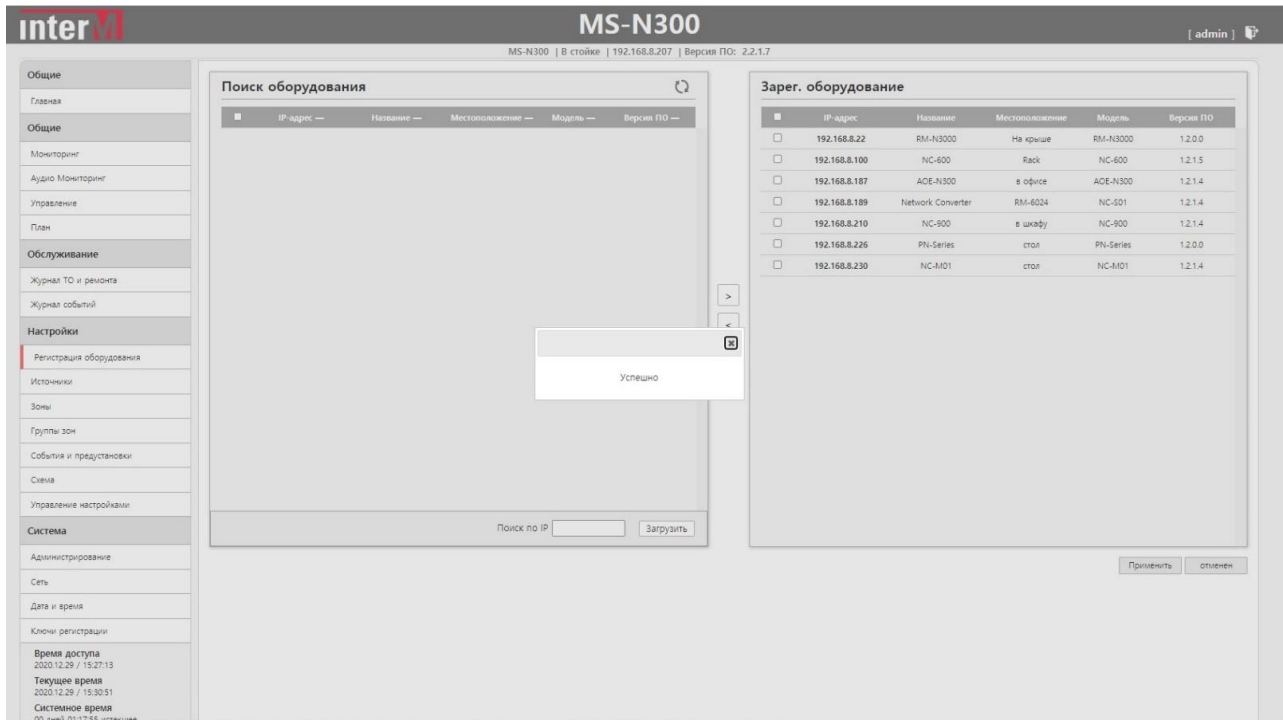 interM
MS-N300
[ admin ]
MS-N300 | В стойке | 192.168.8.207 | Версия ПО: 2.2.1.7
Общие
Главная
Общие
Мониторинг
Аудио Мониторинг
Управление
План
Обслуживание
Журнал ТО и ремонта
Журнал событий
Настройки
Регистрация оборудования
Источники
Зоны
Группы зон
События и предустановки
Схема
Управление настройками
Система
Администрирование
Сеть
Дата и время
Ключи регистрации
Время доступа
2020.12.29 / 15:27:13
Текущее время
2020.12.29 / 15:30:51
Системное время
00 дней 01:17:55 истекшее
Поиск оборудования
IP-адрес — Название — Местоположение — Модель — Версия ПО —
Поиск по IP Загрузить
>
<
Успешно
Зарег. оборудование
IP-адрес Название Местоположение Модель Версия ПО
192.168.8.22 RM-N3000 На крыше RM-N3000 1.2.0.0
192.168.8.100 NC-600 Rack NC-600 1.2.1.5
192.168.8.187 AOE-N300 в офисе AOE-N300 1.2.1.4
192.168.8.189 Network Converter RM-6024 NC-S01 1.2.1.4
192.168.8.210 NC-900 в шкафу NC-900 1.2.1.4
192.168.8.226 PN-Series стол PN-Series 1.2.0.0
192.168.8.230 NC-M01 стол NC-M01 1.2.1.4
Применить отменен